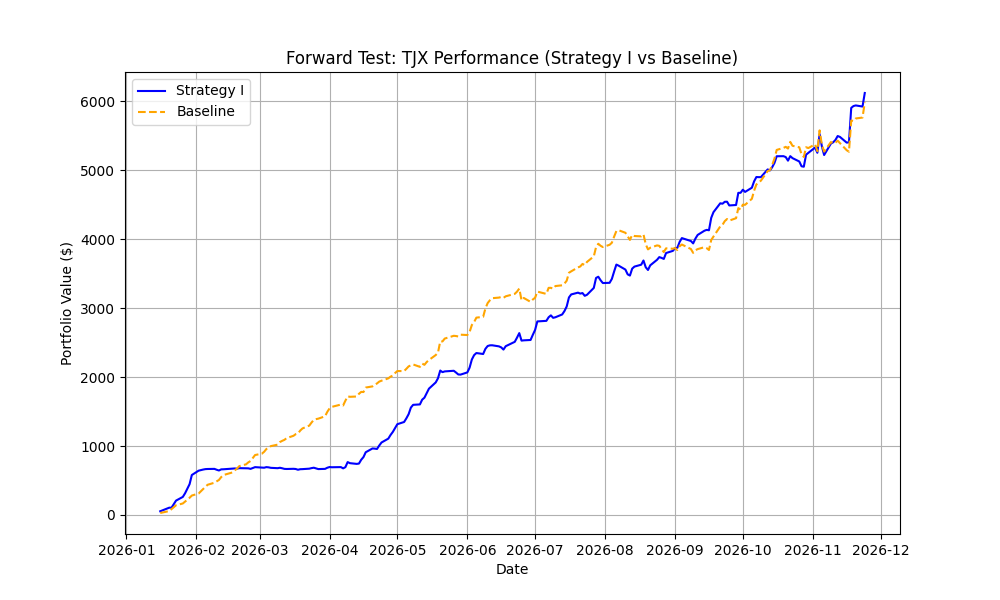 Forward Test: TJX Performance (Strategy I vs Baseline)
Strategy I
Baseline
Portfolio Value ($)
6000
5000
4000
3000
2000
1000
0
2026-01 2026-02 2026-03 2026-04 2026-05 2026-06 2026-07 2026-08 2026-09 2026-10 2026-11 2026-12
Date